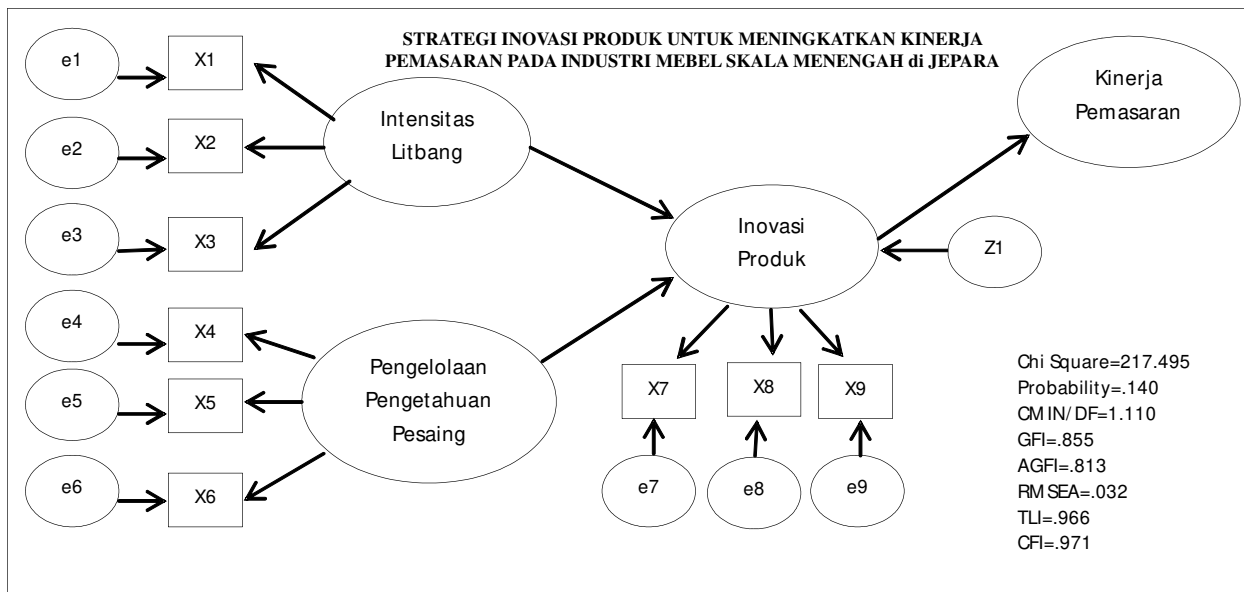 STRATEGI INOVASI PRODUK UNTUK MENINGKATKAN KINERJA
PEMASARAN PADA INDUSTRI MEBEL SKALA MENENGAH di JEPARA
e1
X1
e2
X2
e3
X3
e4
X4
e5
X5
e6
X6
Intensitas
Litbang
Pengelolaan
Pengetahuan
Pesaing
Inovasi
Produk
Kinerja
Pemasaran
Z1
X7
X8
X9
e7
e8
e9
Chi Square=217.495
Probability=.140
CMIN/DF=1.110
GFI=.855
AGFI=.813
RMSEA=.032
TLI=.966
CFI=.971